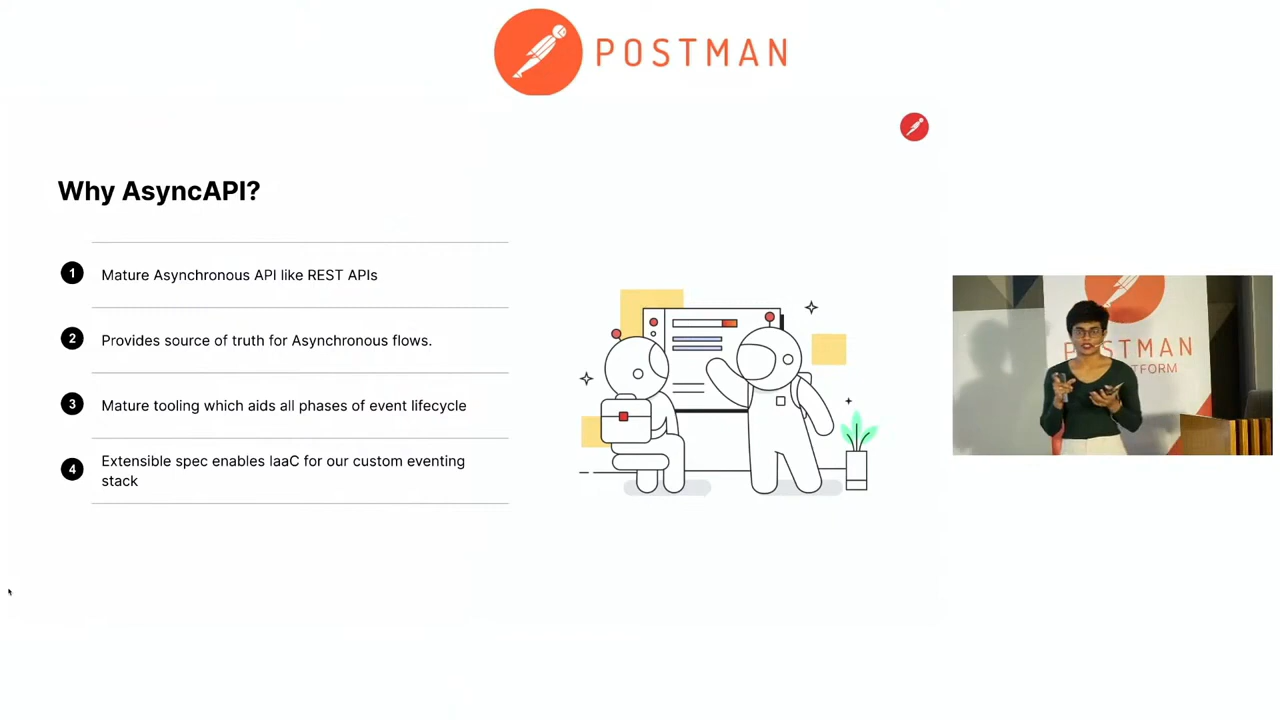 POSTMAN
Why AsyncAPI?
1 Mature Asynchronous API like REST APIs
2 Provides source of truth for Asynchronous flows.
3 Mature tooling which aids all phases of event lifecycle
4 Extensible spec enables IaaC for our custom eventing
stack
P STMAN
TFORM